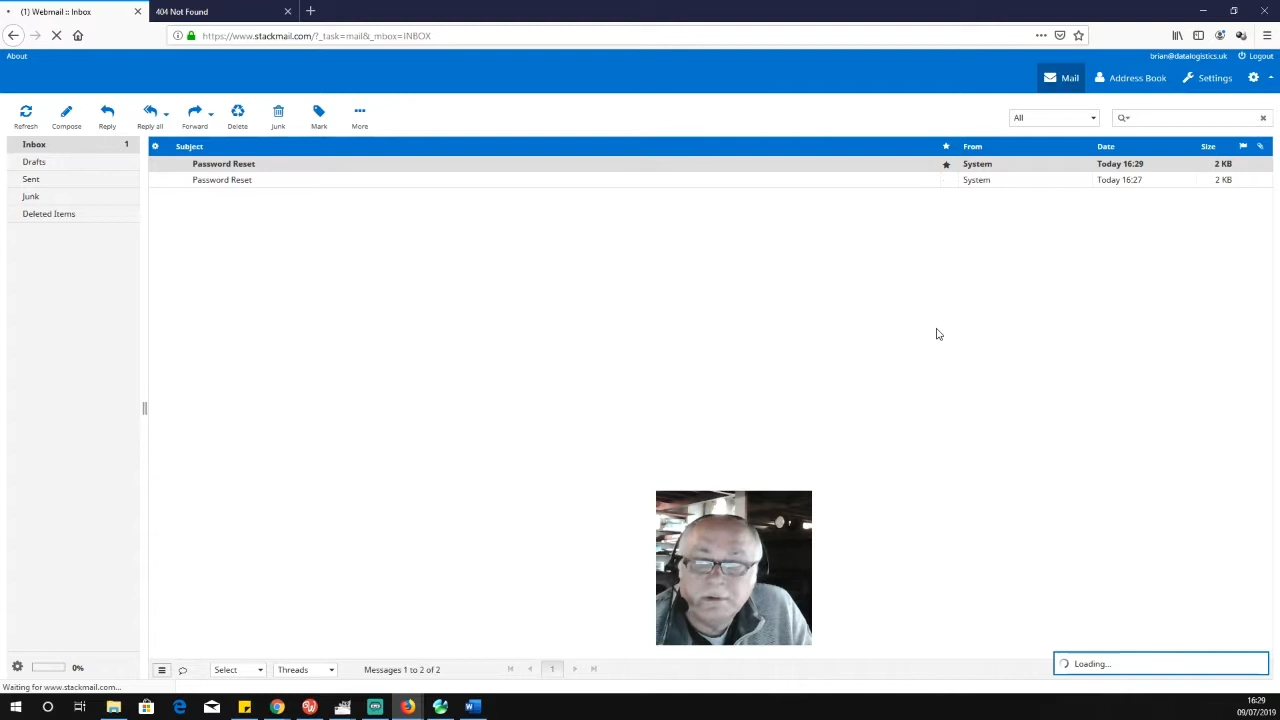 (1) Webmail :: Inbox
404 Not Found
https://www.stackmail.com/?_task=mail&_mbox=INBOX
About
brian@datalogistics.uk
Logout
Mail
Address Book
Settings
Refresh
Compose
Reply
Reply all
Forward
Delete
Junk
Mark
More
All
Inbox 1
Drafts
Sent
Junk
Deleted Items
Subject From Date Size
Password Reset System Today 16:29 2 KB
Password Reset System Today 16:27 2 KB
0%
Select
Threads
Messages 1 to 2 of 2
1
Loading...
Waiting for www.stackmail.com...
16:29
09/07/2019